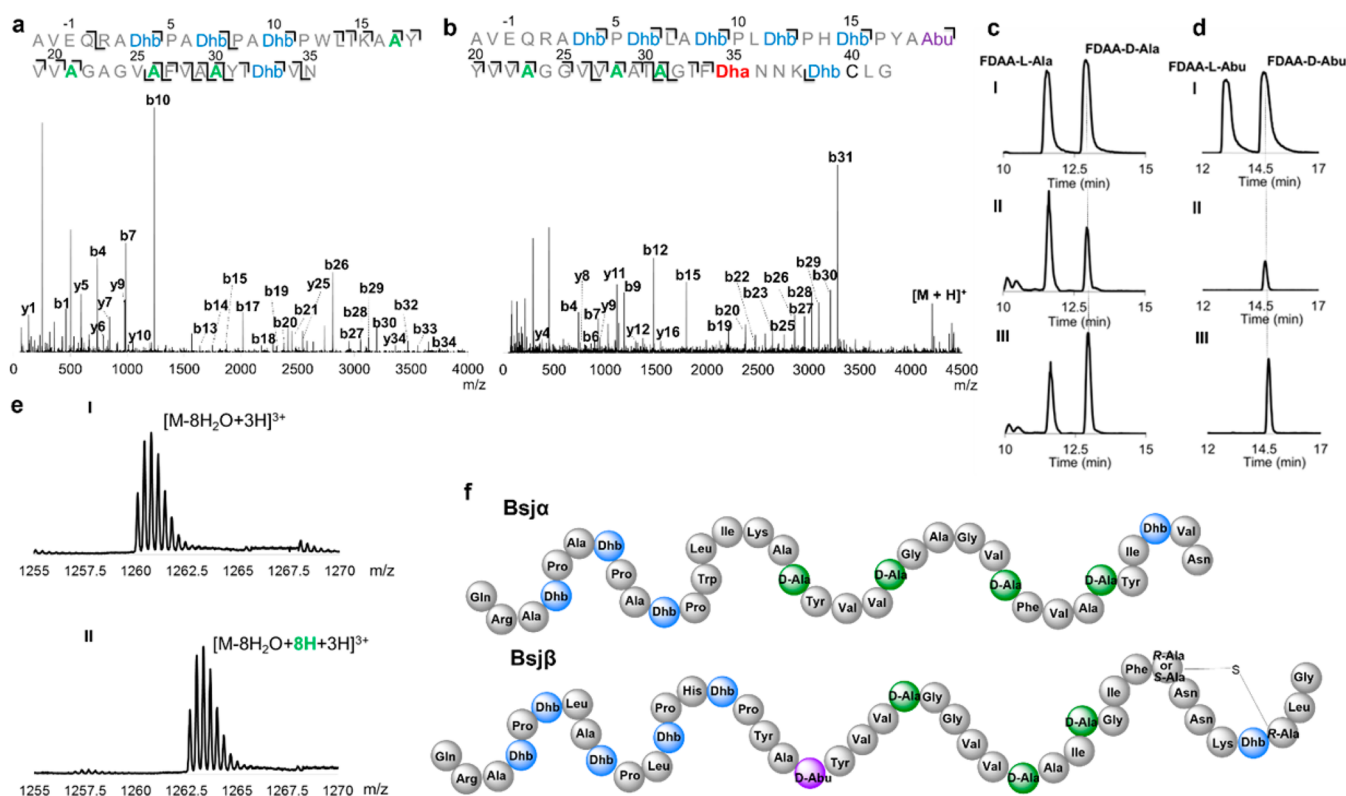 a
-1 5 10 15
AVEQRADhbPADhbPADhbPWLIKAAY
20 25 30 35
VVAGAGVAFVAAYIDhbVN
b10
b7
b4
y5
y7
y9
y1
b1
y6
y10
b13
b14
b15
b17
b18
b19
b20
b21
y25
b26
b27
b28
b29
b30
y34
b32
b33
b34
0 500 1000 1500 2000 2500 3000 3500 4000
m/z
b
-1 5 10 15
AVEQRADhbPDhbLADhbPLDhbPHDhbPYAAbu
20 25 30 35 40
YVVAGGVVAAIAGIFDhaNNKDhbCLG
b31
b12
y8
y11
b9
b4
b7
y9
b6
y4
y12
y16
b15
b19
b20
b22
b23
b25
b26
b27
b28
b29
b30
[M + H]+
0 500 1000 1500 2000 2500 3000 3500 4000 4500
m/z
c
FDAA-D-Ala
FDAA-L-Ala
I
10 12.5 15
Time (min)
II
10 12.5 15
Time (min)
III
10 12.5 15
Time (min)
d
FDAA-L-Abu
FDAA-D-Abu
I
12 14.5 17
Time (min)
II
12 14.5 17
Time (min)
III
12 14.5 17
Time (min)
e
I
[M-8H2O+3H]3+
1255 1257.5 1260 1262.5 1265 1267.5 1270 m/z
II
[M-8H2O+8H+3H]3+
1255 1257.5 1260 1262.5 1265 1267.5 1270 m/z
f
Bsjα
Gln Arg Ala Dhb Pro Ala Dhb Pro Ala Dhb Pro Trp Leu Ile Lys Ala D-Ala Tyr Val Val D-Ala Gly Ala Gly Val D-Ala Phe Val Ala D-Ala Tyr Ile Dhb Val Asn
Bsjβ
Gln Arg Ala Dhb Pro Dhb Leu Ala Dhb Pro Leu Dhb Pro His Dhb Pro Tyr Ala D-Abu Tyr Val Val D-Ala Gly Gly Val Val D-Ala Ala Ile D-Ala Gly Ile Phe R-Ala or S-Ala Asn Asn Lys Dhb R-Ala Leu Gly
S